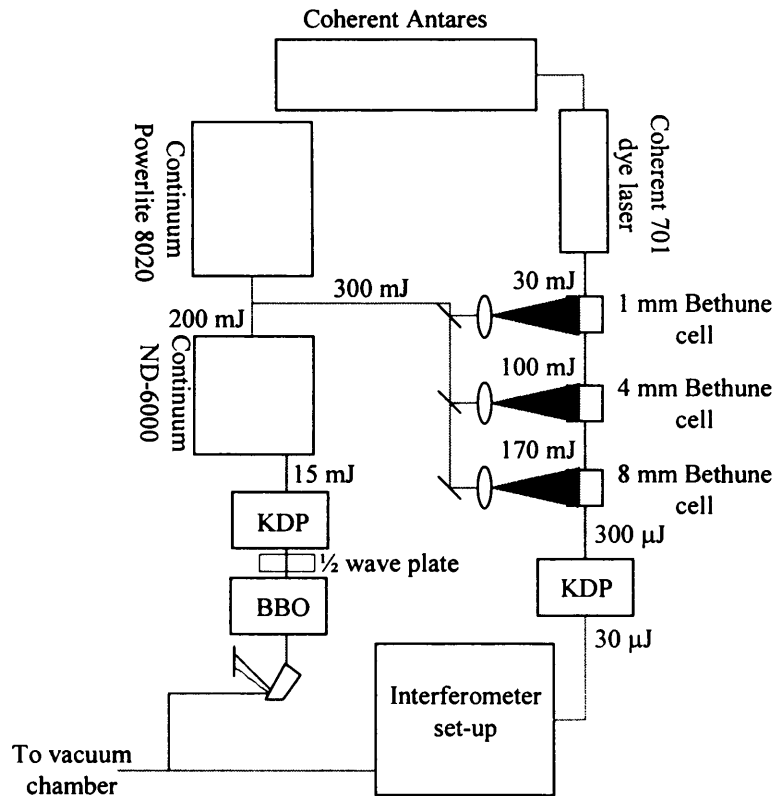 Coherent Antares
Continuum
Powerlite 8020
Coherent 701
dye laser
300 mJ
30 mJ
1 mm Bethune
cell
200 mJ
Continuum
ND-6000
100 mJ
4 mm Bethune
cell
170 mJ
8 mm Bethune
cell
15 mJ
300 µJ
KDP
½ wave plate
BBO
KDP
30 µJ
Interferometer
set-up
To vacuum
chamber